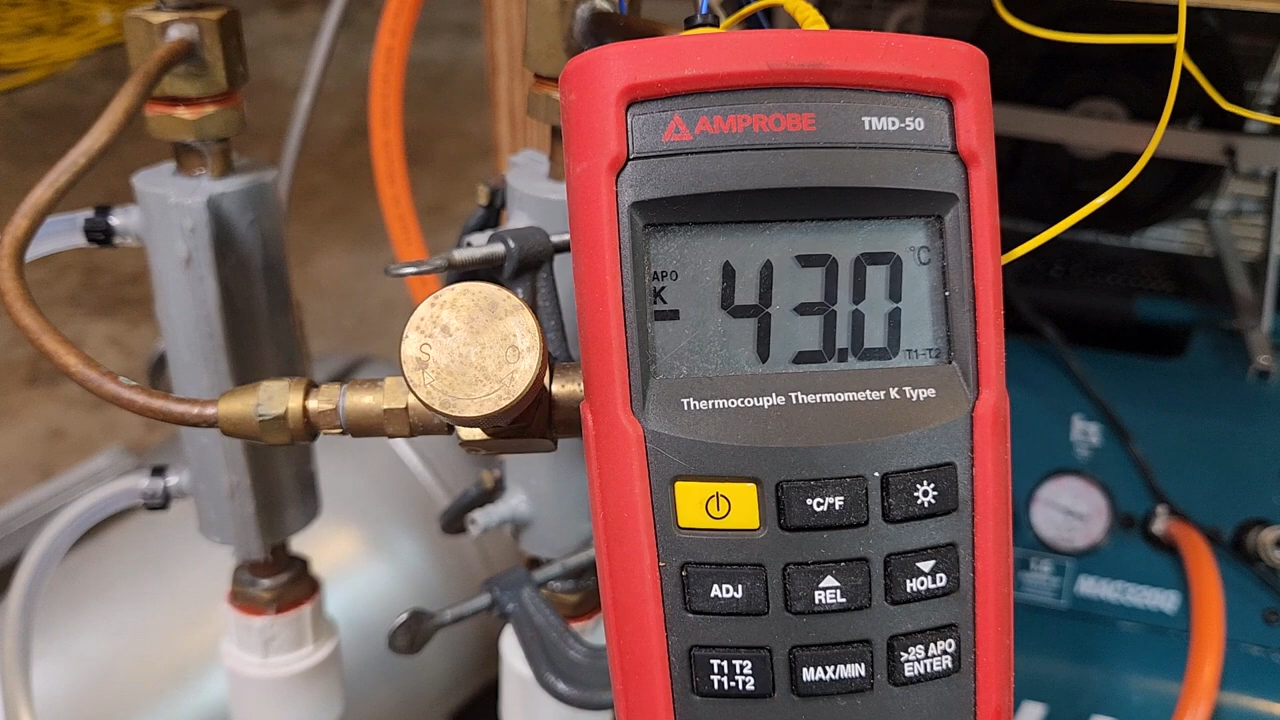 AMPROBE TMD-50
APO
K
-43.0 °C
T1-T2
Thermocouple Thermometer K Type
°C/°F
ADJ
REL
HOLD
T1 T2
T1-T2
MAX/MIN
>2S APO
ENTER
S O
MAC320Q